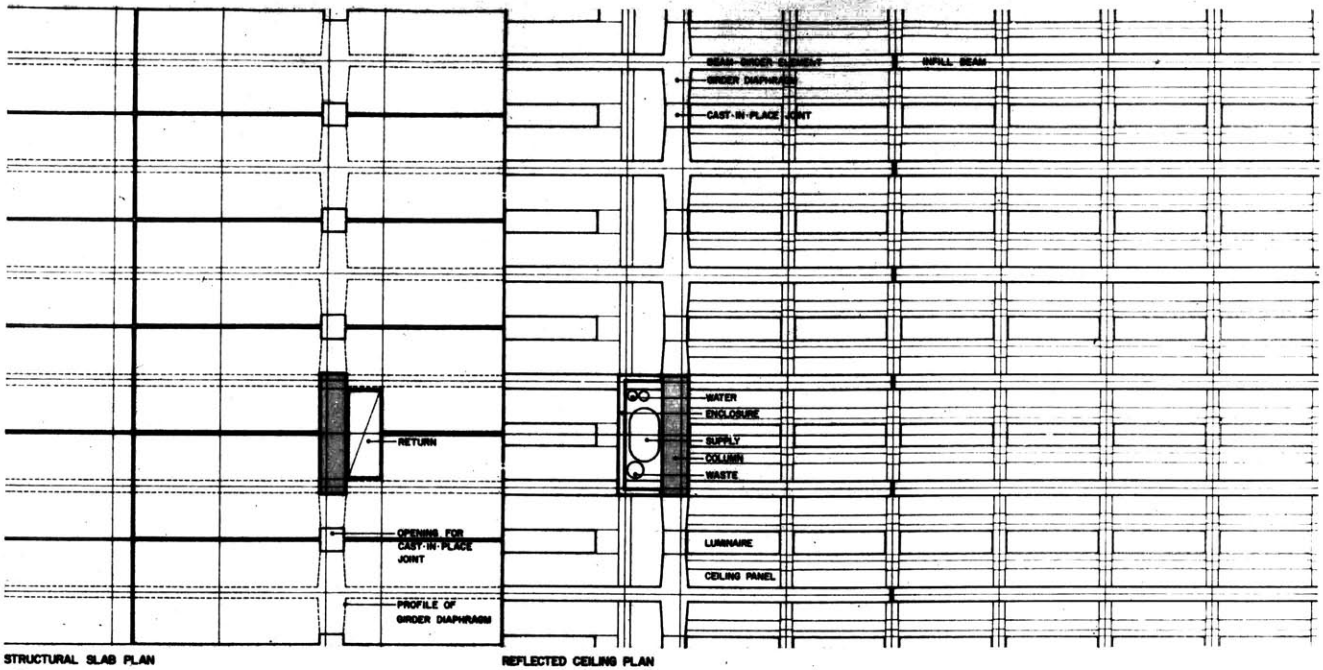 BEAM-GIRDER ELEMENT
INFILL BEAM
GIRDER DIAPHRAGM
CAST-IN-PLACE JOINT
WATER
ENCLOSURE
RETURN
SUPPLY
COLUMN
WASTE
OPENING FOR
CAST-IN-PLACE
JOINT
LUMINAIRE
CEILING PANEL
PROFILE OF
GIRDER DIAPHRAGM
STRUCTURAL SLAB PLAN
REFLECTED CEILING PLAN